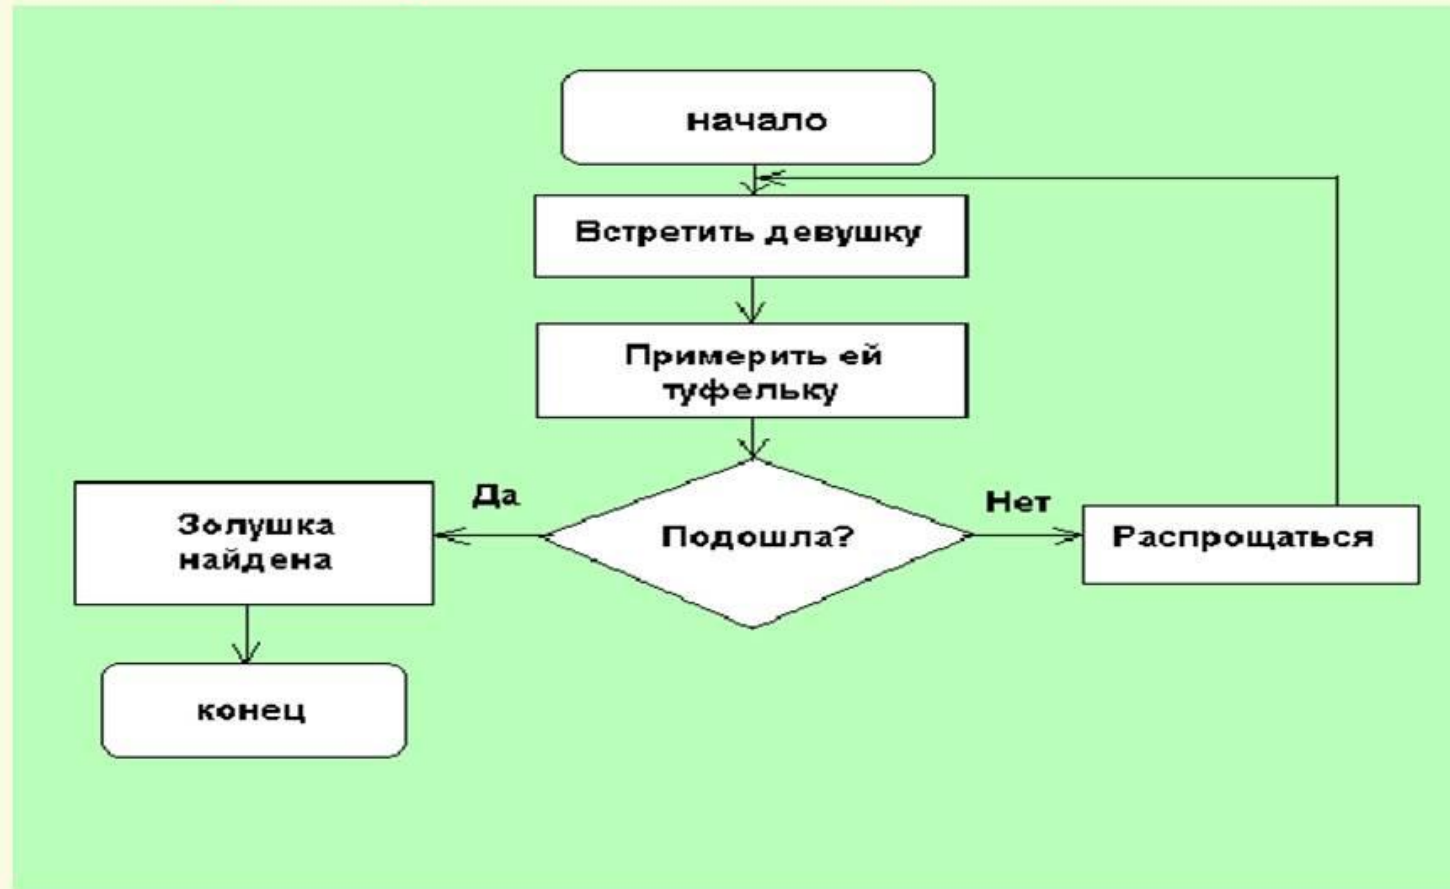 начало
Встретить девушку
Примерить ей
туфельку
Да
Нет
Золушка
найдена
Подошла?
Распрощаться
конец